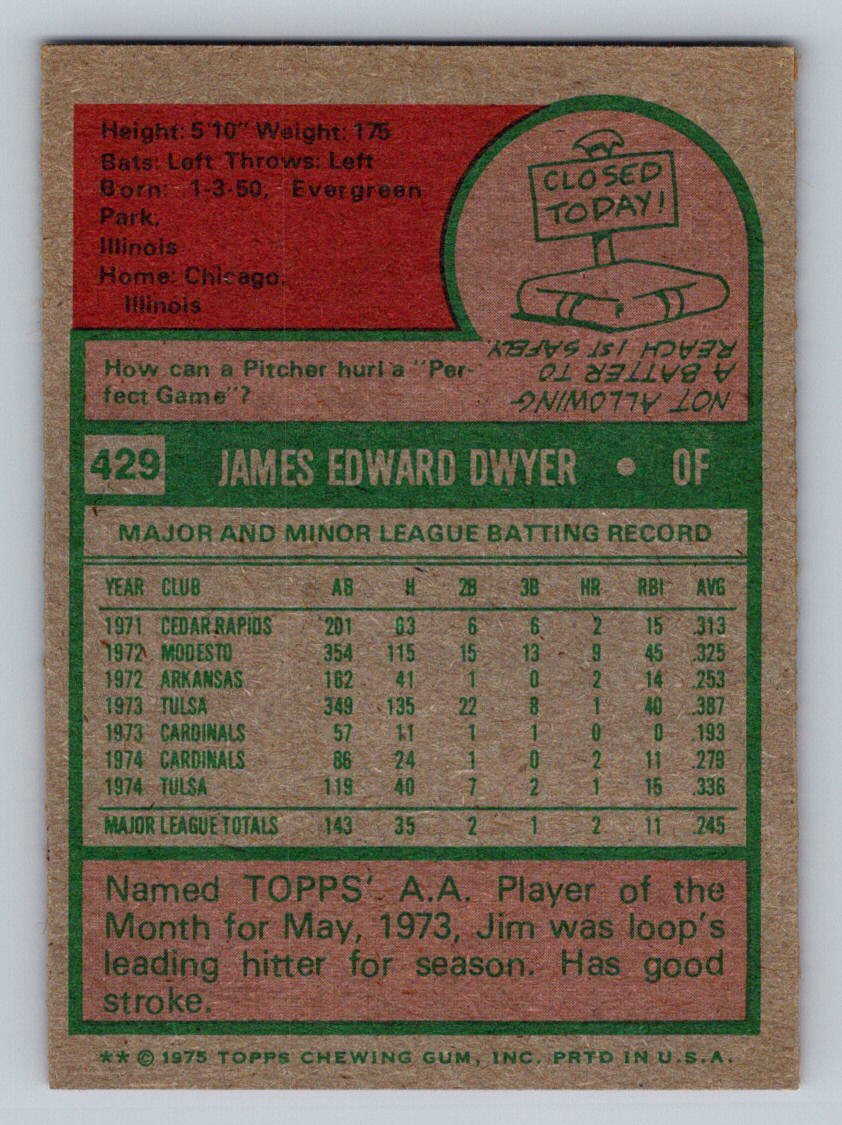 Height: 5'10" Weight: 175
Bats: Left Throws: Left
Born: 1-3-50, Evergreen
Park,
Illinois
Home: Chicago,
Illinois
CLOSED
TODAY!
How can a Pitcher hurl a "Per-
fect Game"?
NOT ALLOWING
A BATTER TO
REACH 1ST SAFELY.
429 JAMES EDWARD DWYER • OF
MAJOR AND MINOR LEAGUE BATTING RECORD
YEAR CLUB AB H 2B 3B HR RBI AVG
1971 CEDAR RAPIDS 201 63 6 6 2 15 .313
1972 MODESTO 354 115 15 13 9 45 .325
1972 ARKANSAS 162 41 1 0 2 14 .253
1973 TULSA 349 135 22 8 1 40 .387
1973 CARDINALS 57 11 1 1 0 0 .193
1974 CARDINALS 86 24 1 0 2 11 .279
1974 TULSA 119 40 7 2 1 15 .336
MAJOR LEAGUE TOTALS 143 35 2 1 2 11 .245
Named TOPPS' A.A. Player of the
Month for May, 1973, Jim was loop's
leading hitter for season. Has good
stroke.
** © 1975 TOPPS CHEWING GUM, INC. PRTD IN U.S.A.